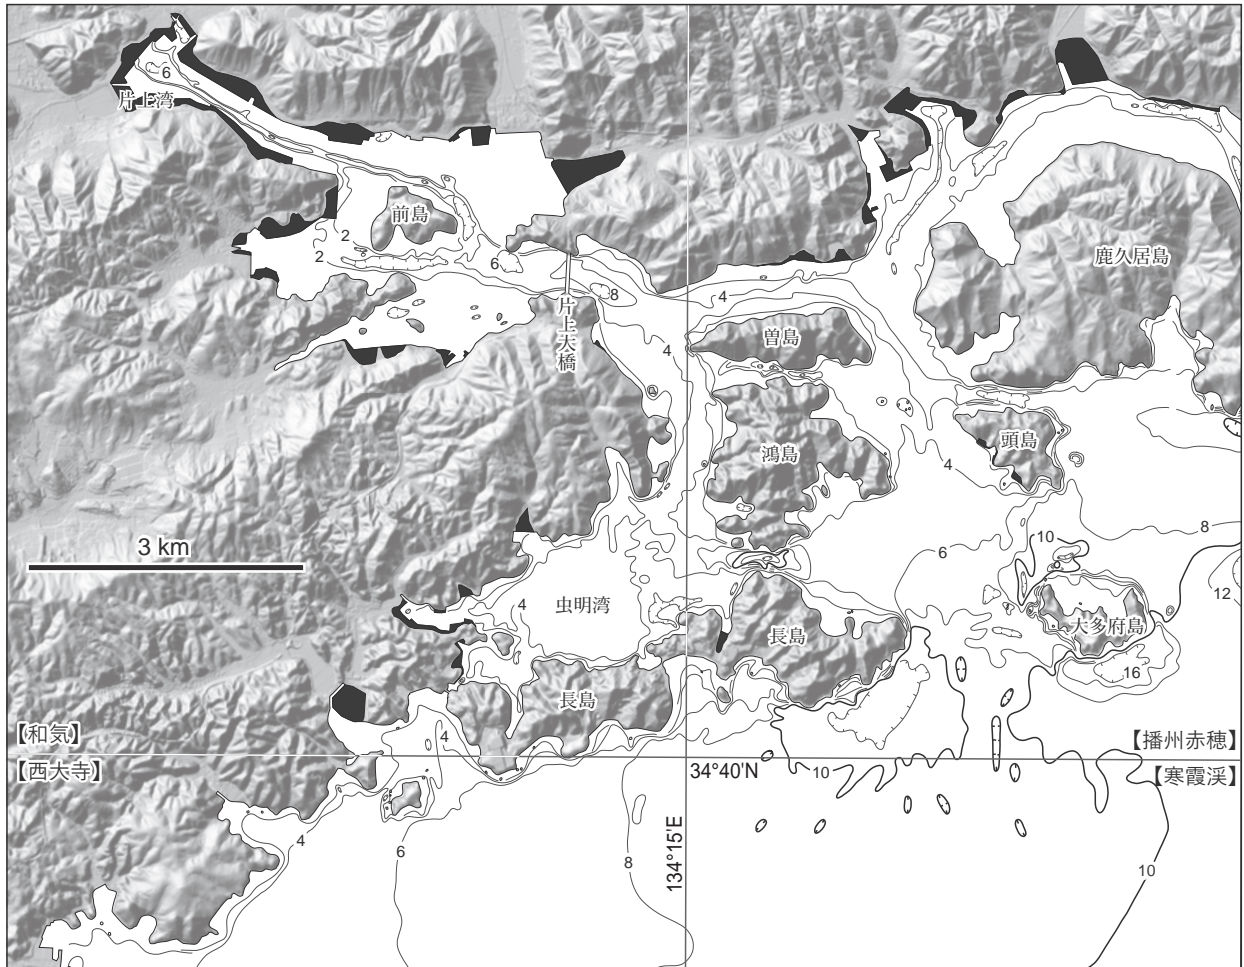 6
片上湾
前島
2
2
6
8
片上大橋
4
4
曽島
鹿久居島
鴻島
頭島
4
3 km
虫明湾
4
6
10
8
12
大多府島
16
長島
長島
4
【和気】
【西大寺】
【播州赤穂】
【寒霞渓】
34°40'N
10
134°15'E
4
6
8
10